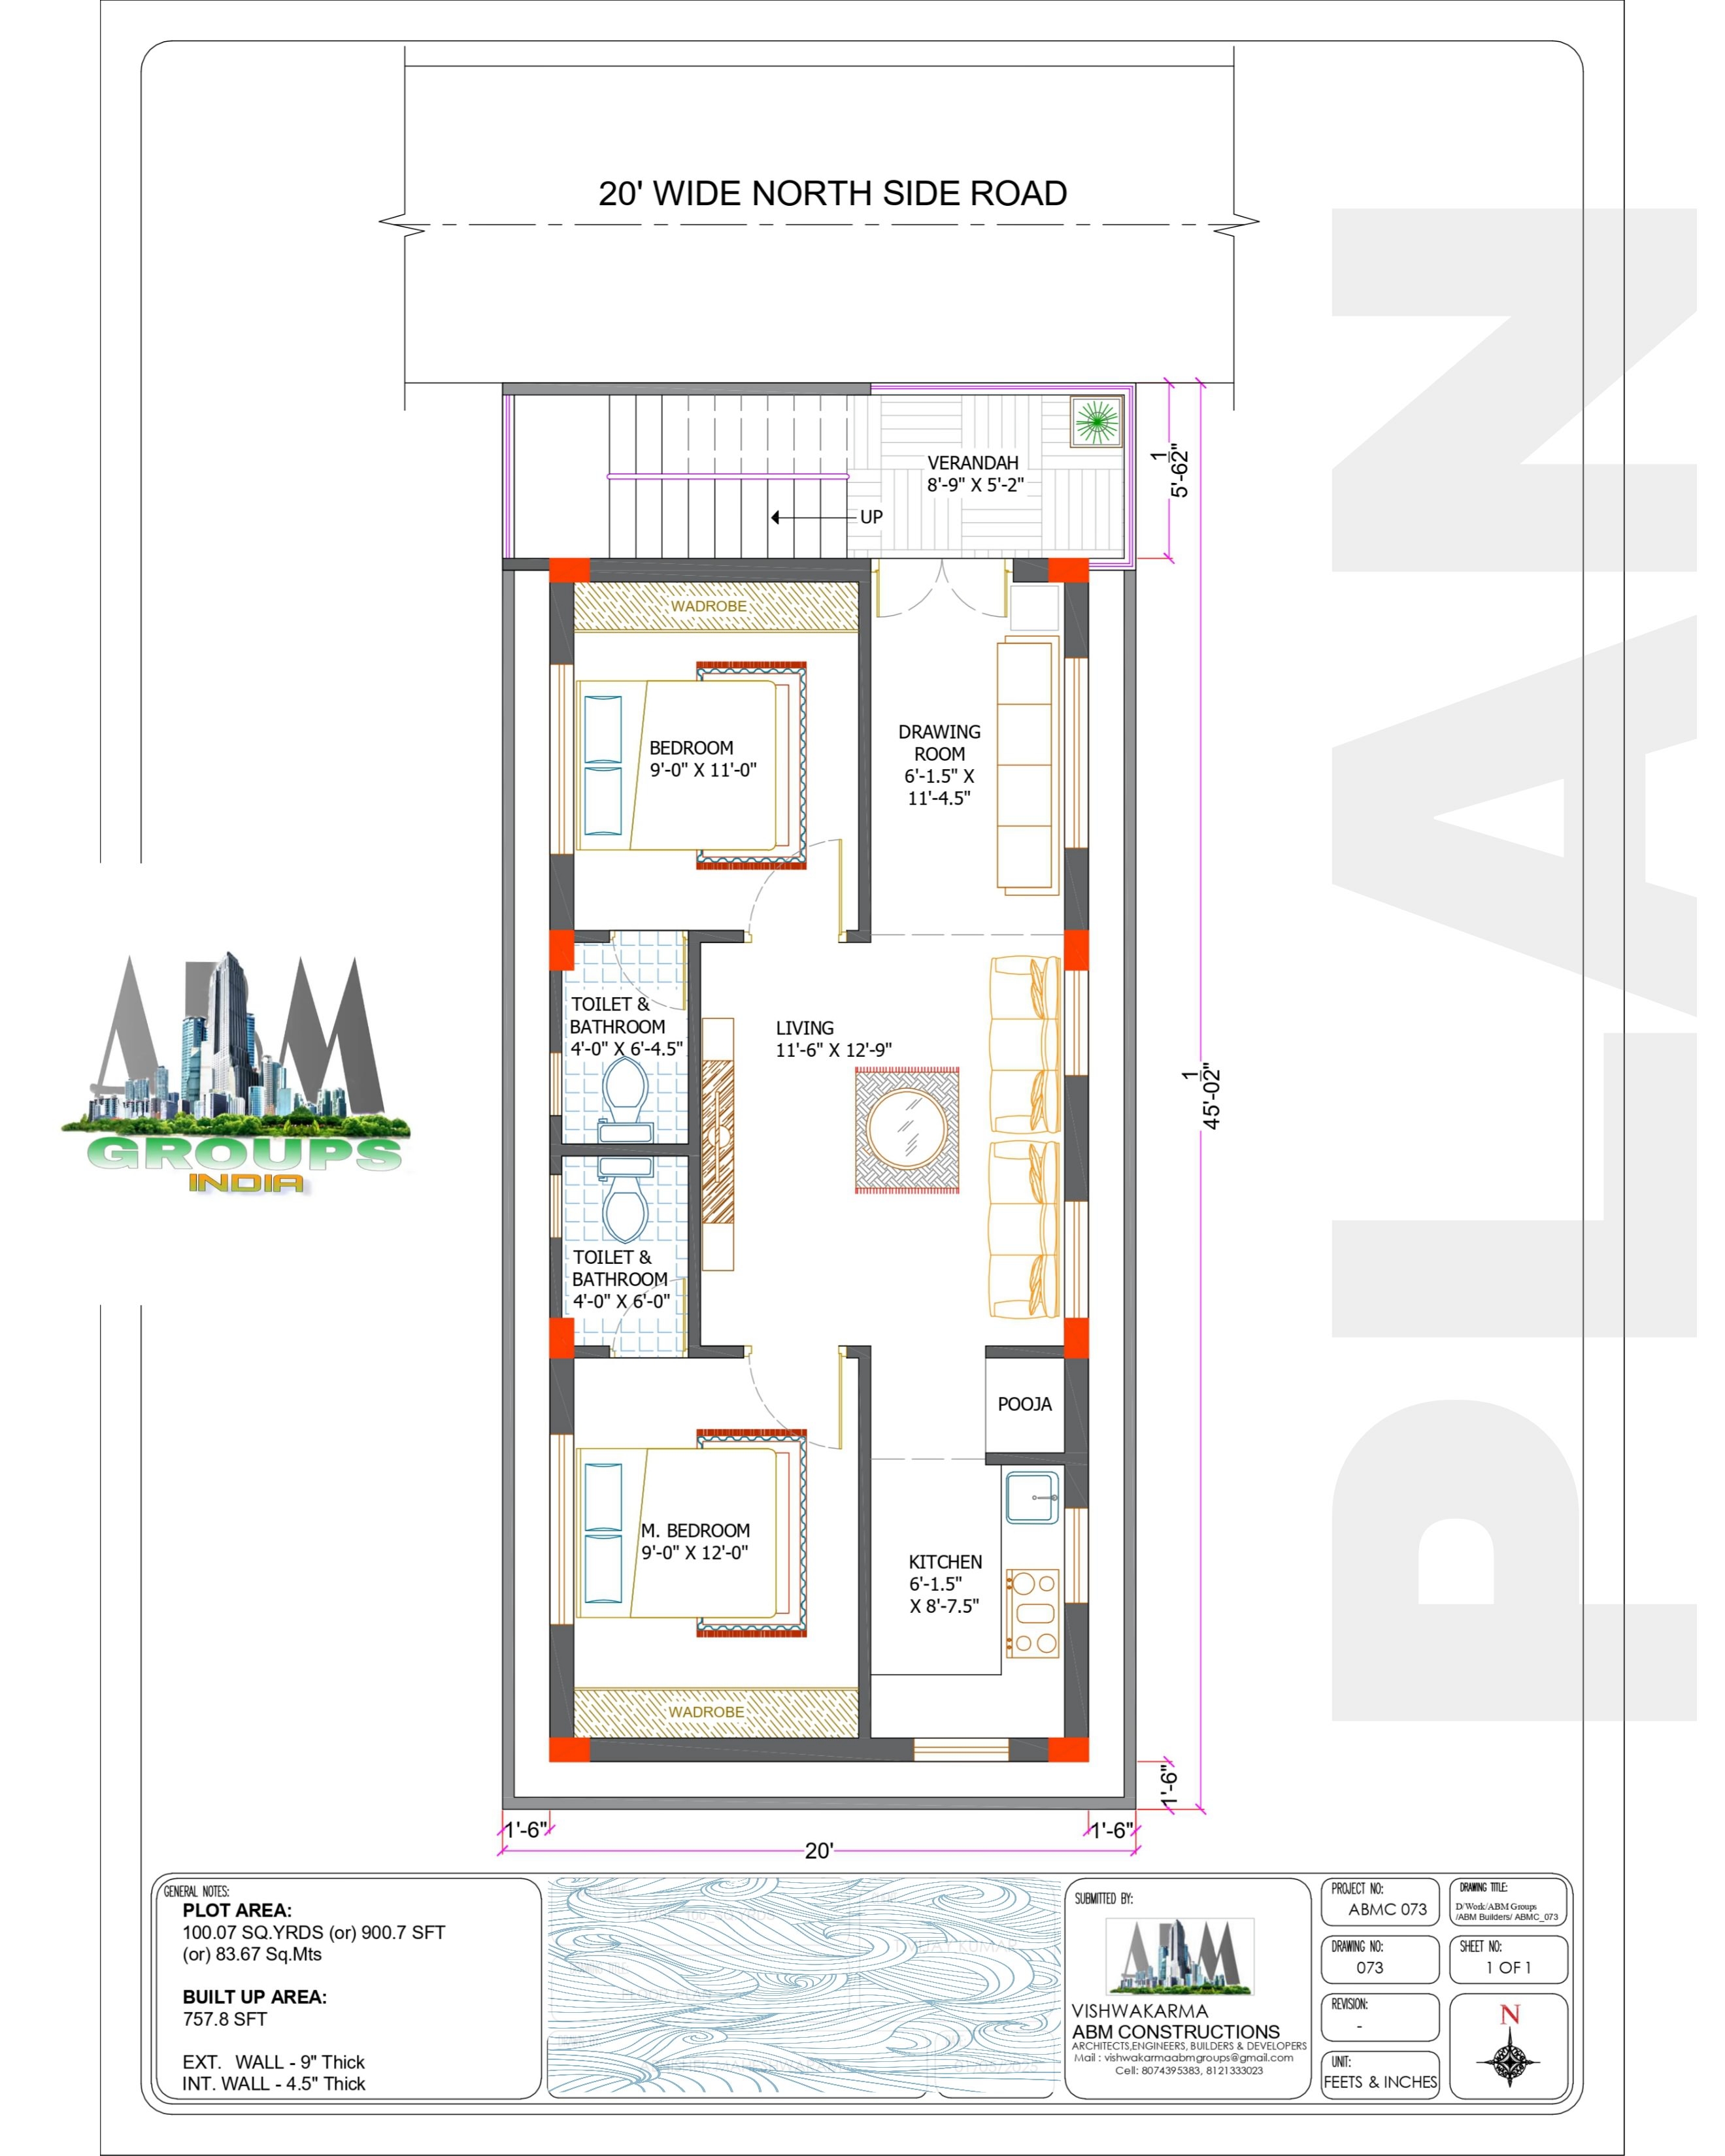 20' WIDE NORTH SIDE ROAD
VERANDAH
8'-9" X 5'-2"
UP
5'-6 1/2"
WADROBE
BEDROOM
9'-0" X 11'-0"
DRAWING
ROOM
6'-1.5" X
11'-4.5"
TOILET &
BATHROOM
4'-0" X 6'-4.5"
LIVING
11'-6" X 12'-9"
45'-0 1/2"
ABM
GROUPS
INDIA
TOILET &
BATHROOM
4'-0" X 6'-0"
POOJA
M. BEDROOM
9'-0" X 12'-0"
KITCHEN
6'-1.5"
X 8'-7.5"
WADROBE
1'-6"
1'-6"
1'-6"
20'
PLAN
GENERAL NOTES:
PLOT AREA:
100.07 SQ.YRDS (or) 900.7 SFT
(or) 83.67 Sq.Mts
BUILT UP AREA:
757.8 SFT
EXT. WALL - 9" Thick
INT. WALL - 4.5" Thick
SUBMITTED BY:
ABM
VISHWAKARMA
ABM CONSTRUCTIONS
ARCHITECTS,ENGINEERS, BUILDERS & DEVELOPERS
Mail : vishwakarmaabmgroups@gmail.com
Cell: 8074395383, 8121333023
PROJECT NO:
ABMC 073
DRAWING TITLE:
D/Work/ABM Groups
/ABM Builders/ ABMC_073
DRAWING NO:
073
SHEET NO:
1 OF 1
REVISION:
-
UNIT:
FEETS & INCHES
N